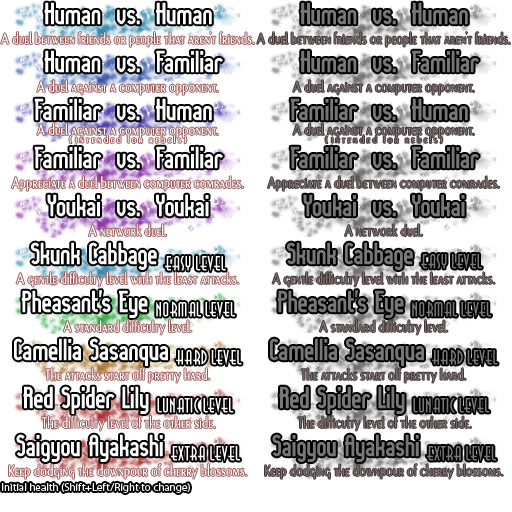 Human vs. Human
A duel between friends or people that aren't friends.
Human vs. Familiar
A duel against a computer opponent.
Familiar vs. Human
A duel against a computer opponent.
(intended for rebels)
Familiar vs. Familiar
Appreciate a duel between computer comrades.
Youkai vs. Youkai
A network duel.
Skunk Cabbage EASY LEVEL
A gentle difficulty level with the least attacks.
Pheasant's Eye NORMAL LEVEL
A standard difficulty level.
Camellia Sasanqua HARD LEVEL
The attacks start off pretty hard.
Red Spider Lily LUNATIC LEVEL
The difficulty level of the other side.
Saigyou Ayakashi EXTRA LEVEL
Keep dodging the downpour of cherry blossoms.
Initial health (Shift+Left/Right to change)
Human vs. Human
A duel between friends or people that aren't friends.
Human vs. Familiar
A duel against a computer opponent.
Familiar vs. Human
A duel against a computer opponent.
(intended for rebels)
Familiar vs. Familiar
Appreciate a duel between computer comrades.
Youkai vs. Youkai
A network duel.
Skunk Cabbage EASY LEVEL
A gentle difficulty level with the least attacks.
Pheasant's Eye NORMAL LEVEL
A standard difficulty level.
Camellia Sasanqua HARD LEVEL
The attacks start off pretty hard.
Red Spider Lily LUNATIC LEVEL
The difficulty level of the other side.
Saigyou Ayakashi EXTRA LEVEL
Keep dodging the downpour of cherry blossoms.